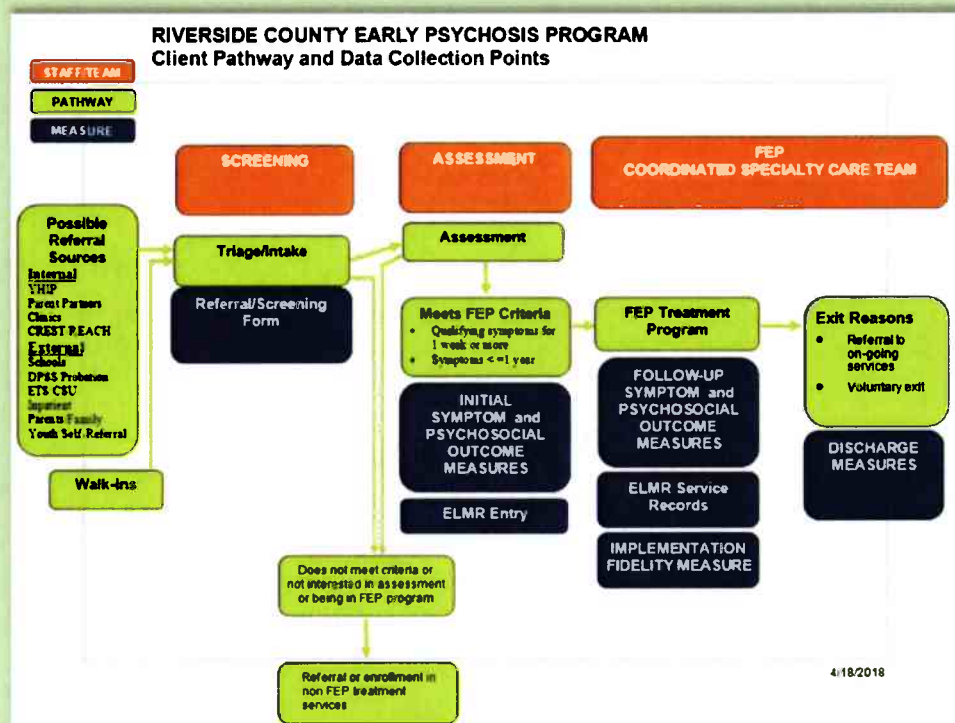 RIVERSIDE COUNTY EARLY PSYCHOSIS PROGRAM
Client Pathway and Data Collection Points
STAFF/TEAM
PATHWAY
MEASURE
SCREENING
ASSESSMENT
FEP
COORDINATED SPECIALTY CARE TEAM
Possible
Referral
Sources
Internal
YHIP
Parent Partners
Clinics
CREST REACH
External
Schools
DPSS Probation
ETS CSU
Inpatient
Parents Family
Youth Self-Referral
Walk-Ins
Triage/Intake
Referral/Screening
Form
Assessment
Meets FEP Criteria
• Qualifying symptoms for
1 week or more
• Symptoms < =1 year
INITIAL
SYMPTOM and
PSYCHOSOCIAL
OUTCOME
MEASURES
ELMR Entry
FEP Treatment
Program
FOLLOW-UP
SYMPTOM and
PSYCHOSOCIAL
OUTCOME
MEASURES
ELMR Service
Records
IMPLEMENTATION
FIDELITY MEASURE
Exit Reasons
• Referral to
on-going
services
• Voluntary exit
DISCHARGE
MEASURES
Does not meet criteria or
not interested in assessment
or being in FEP program
Referral or enrollment in
non FEP treatment
services
4/18/2018